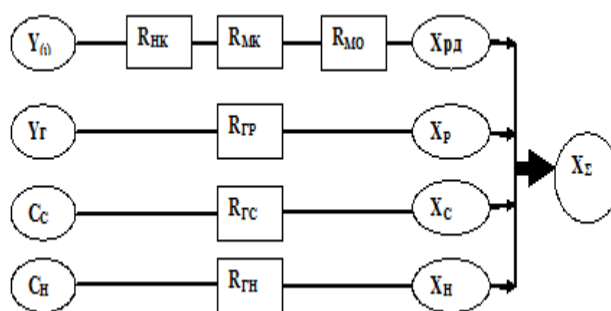 Y(i) RНК RМК RМО XРД
YГ RГР XР
CС RГС XС
XΣ
CН RГН XН